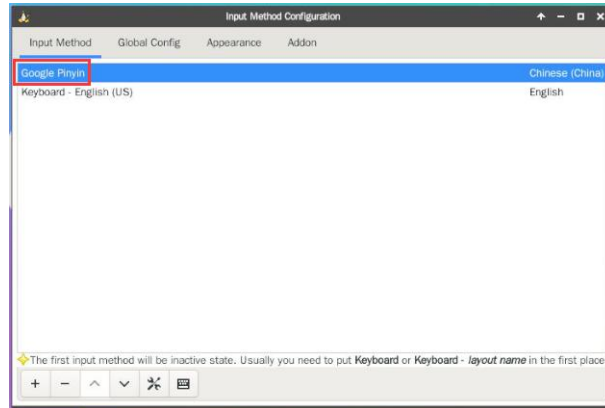 Input Method Configuration
Input Method Global Config Appearance Addon
Google Pinyin Chinese (China)
Keyboard - English (US) English
The first input method will be inactive state. Usually you need to put Keyboard or Keyboard - layout name in the first place